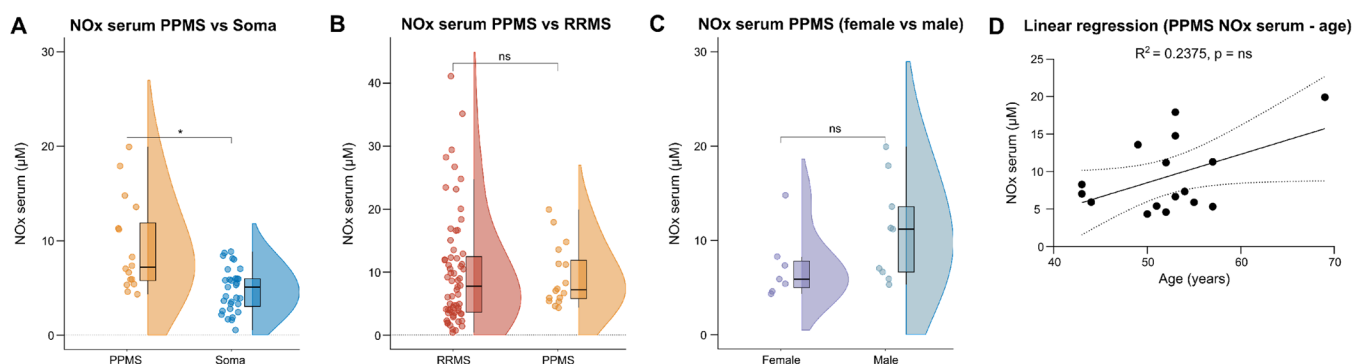 A NOx serum PPMS vs Soma
NOx serum (µM)
30
20
10
0
*
PPMS Soma
B NOx serum PPMS vs RRMS
NOx serum (µM)
40
30
20
10
0
ns
RRMS PPMS
C NOx serum PPMS (female vs male)
NOx serum (µM)
30
20
10
0
ns
Female Male
D Linear regression (PPMS NOx serum - age)
R² = 0.2375, p = ns
NOx serum (µM)
25
20
15
10
5
0
40 50 60 70
Age (years)